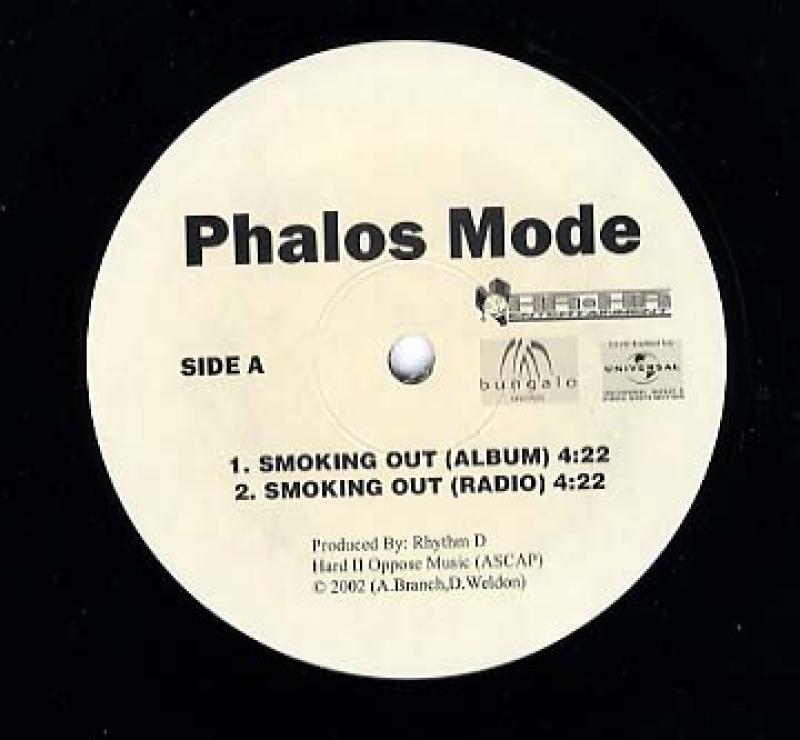 Phalos Mode
ENTERTAINMENT
SIDE A
bungalo
UNIVERSAL
1. SMOKING OUT (ALBUM) 4:22
2. SMOKING OUT (RADIO) 4:22
Produced By: Rhythm D
Hard II Oppose Music (ASCAP)
© 2002 (A.Branch,D.Weldon)